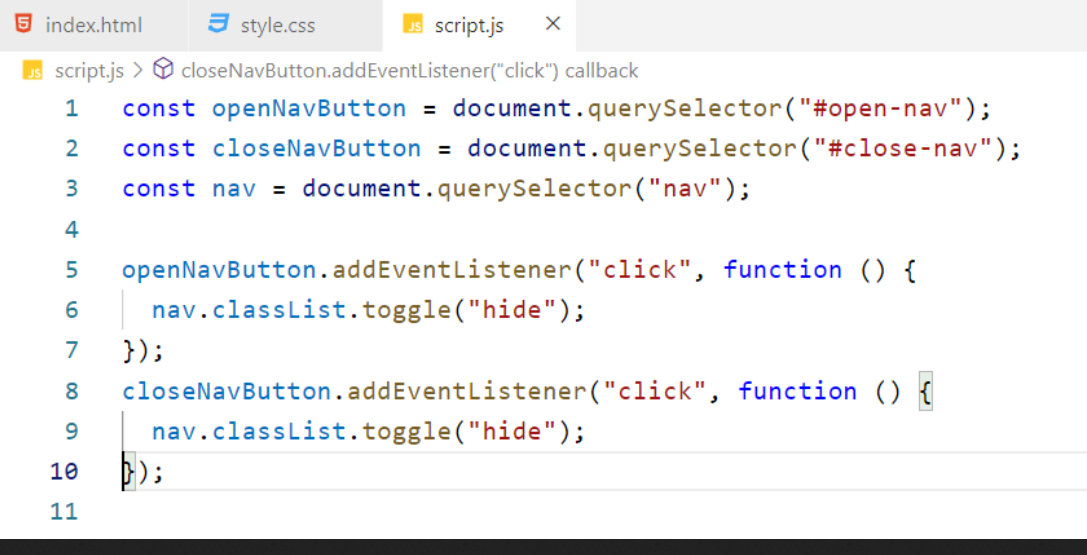 index.html style.css JS script.js
JS script.js > closeNavButton.addEventListener("click") callback
1 const openNavButton = document.querySelector("#open-nav");
2 const closeNavButton = document.querySelector("#close-nav");
3 const nav = document.querySelector("nav");
4
5 openNavButton.addEventListener("click", function () {
6   nav.classList.toggle("hide");
7 });
8 closeNavButton.addEventListener("click", function () {
9   nav.classList.toggle("hide");
10 });
11